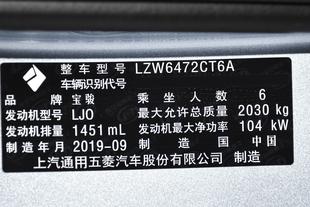 整车型号 LZW6472CT6A
车辆识别代号
品牌 宝骏 乘坐人数 6
发动机型号 LJO 最大允许总质量 2030 kg
发动机排量 1451 mL 发动机最大净功率 104 kW
制造年月 2019-09 制造国 中国
上汽通用五菱汽车股份有限公司 制造